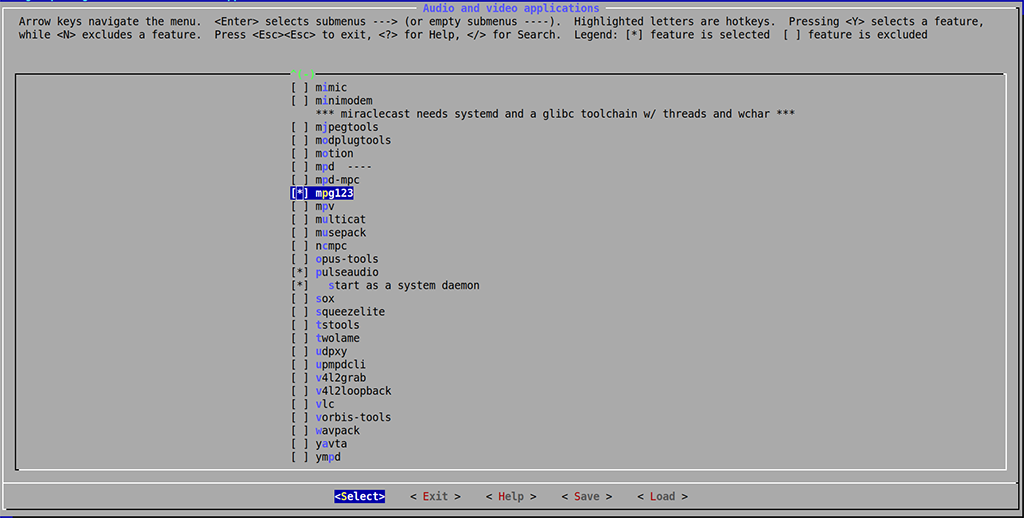 Audio and video applications
Arrow keys navigate the menu.  <Enter> selects submenus ---> (or empty submenus ----).  Highlighted letters are hotkeys.  Pressing <Y> selects a feature,
while <N> excludes a feature.  Press <Esc><Esc> to exit, <?> for Help, </> for Search.  Legend: [*] feature is selected  [ ] feature is excluded
^(-)
[ ] mimic
[ ] minimodem
*** miraclecast needs systemd and a glibc toolchain w/ threads and wchar ***
[ ] mjpegtools
[ ] modplugtools
[ ] motion
[ ] mpd  ----
[ ] mpd-mpc
[*] mpg123
[ ] mpv
[ ] multicat
[ ] musepack
[ ] ncmpc
[ ] opus-tools
[*] pulseaudio
[*]   start as a system daemon
[ ] sox
[ ] squeezelite
[ ] tstools
[ ] twolame
[ ] udpxy
[ ] upmpdcli
[ ] v4l2grab
[ ] v4l2loopback
[ ] vlc
[ ] vorbis-tools
[ ] wavpack
[ ] yavta
[ ] ympd
<Select>    < Exit >    < Help >    < Save >    < Load >